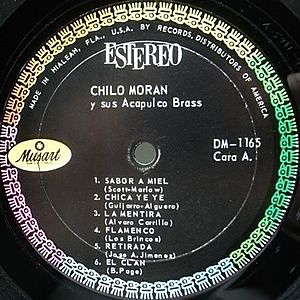 MADE IN HIALEAH, FLA., U.S.A. BY RECORDS DISTRIBUTORS OF AMERICA
ESTEREO
CHILO MORAN
y sus Acapulco Brass
DM-1165
Cara A.
Musart
1. SABOR A MIEL
(Scott-Marlow)
2. CHICA YE YE
(Guijarro-Alguero)
3. LA MENTIRA
(Alvaro Carrillo)
4. FLAMENCO
(Los Brincos)
5. RETIRADA
(Jose A. Jimenez)
6. EL CLAN
(B. Page)